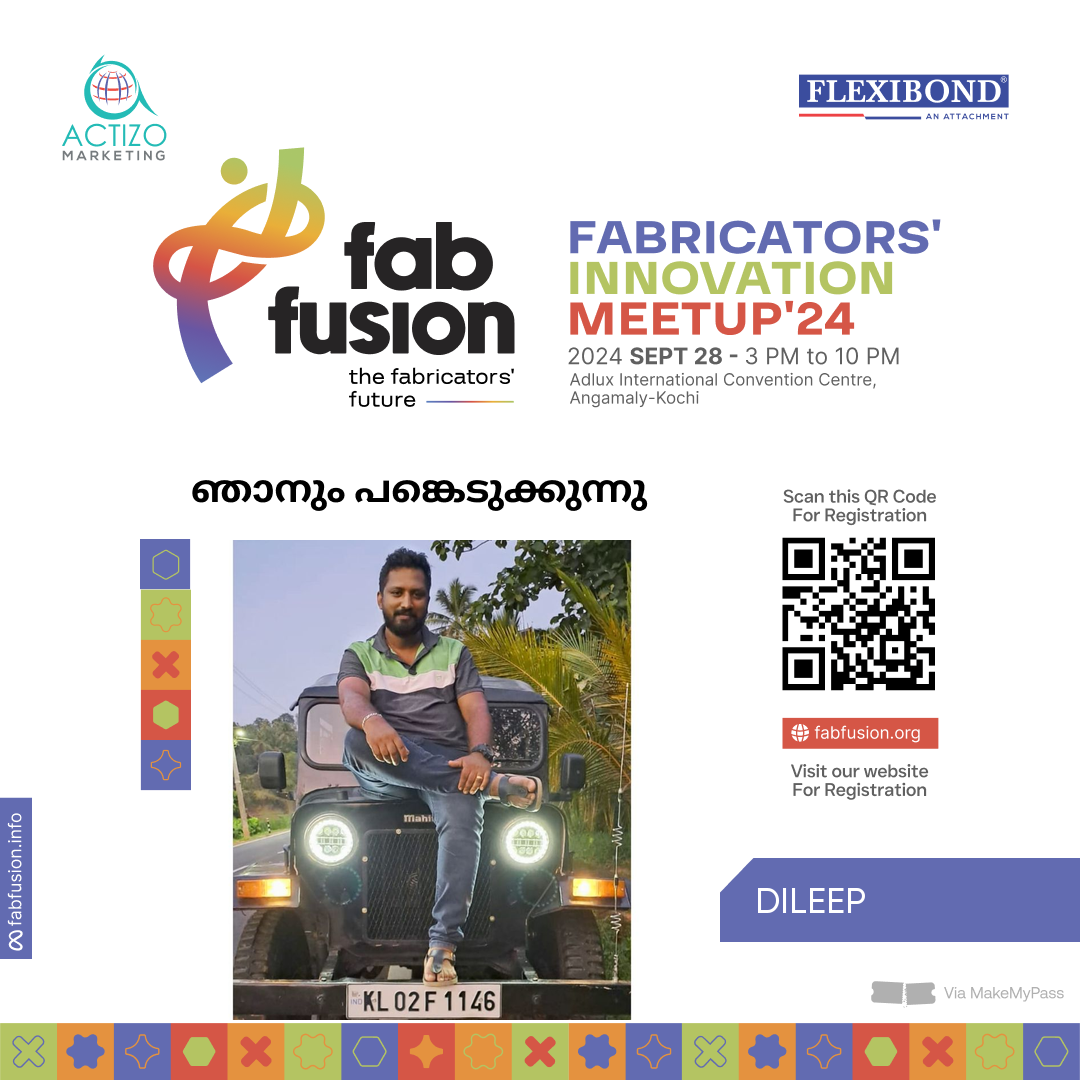 ACTIZO
MARKETING
FLEXIBOND®
AN ATTACHMENT
fab
fusion
the fabricators'
future
FABRICATORS'
INNOVATION
MEETUP'24
2024 SEPT 28 - 3 PM to 10 PM
Adlux International Convention Centre,
Angamaly-Kochi
ഞാനും പങ്കെടുക്കുന്നു
Scan this QR Code
For Registration
fabfusion.org
Visit our website
For Registration
fabfusion.info
IND
KL 02 F 1146
DILEEP
Via MakeMyPass